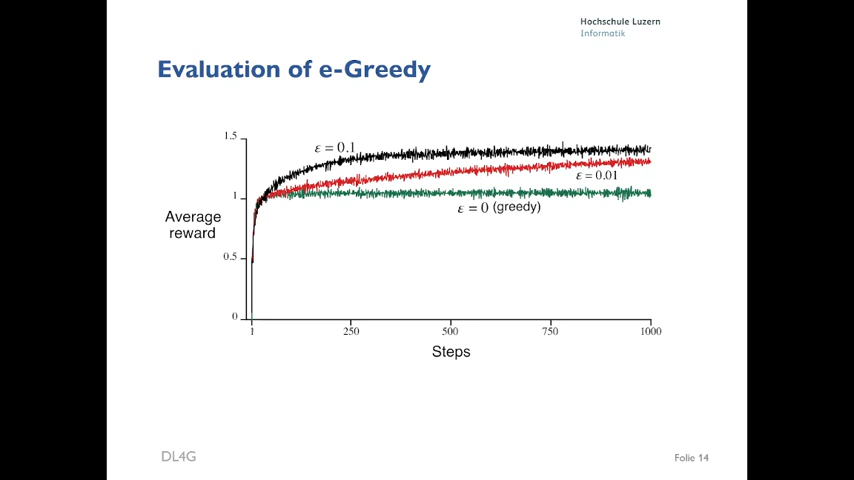 Hochschule Luzern
Informatik
Evaluation of e-Greedy
1.5
ε = 0.1
1
ε = 0.01
Average
reward
ε = 0 (greedy)
0.5
0
1
250
500
750
1000
Steps
DL4G
Folie 14